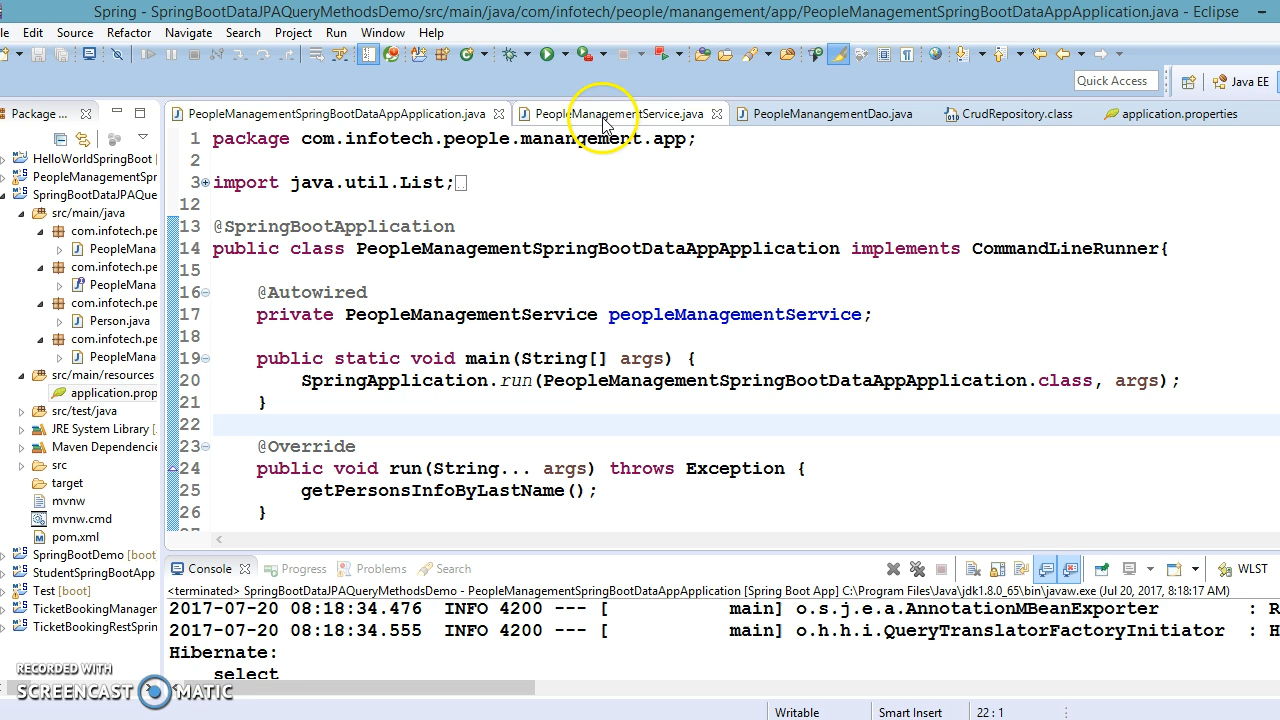 Spring - SpringBootDataJPAQueryMethodsDemo/src/main/java/com/infotech/people/manangement/app/PeopleManagementSpringBootDataAppApplication.java - Eclipse
le Edit Source Refactor Navigate Search Project Run Window Help
Quick Access
Java EE
Package...
PeopleManagementSpringBootDataAppApplication.java
PeopleManagementService.java
PeopleManangementDao.java
CrudRepository.class
application.properties
HelloWorldSpringBoot [
PeopleManagementSpr
SpringBootDataJPAQue
src/main/java
com.infotech.pe
PeopleMana
com.infotech.pe
PeopleMana
com.infotech.pe
Person.java
com.infotech.pe
PeopleMana
src/main/resources
application.prop
src/test/java
JRE System Library [
Maven Dependencie
src
target
mvnw
mvnw.cmd
pom.xml
SpringBootDemo [boot]
StudentSpringBootApp
Test [boot]
TicketBookingManager
TicketBookingRestSprin
1 package com.infotech.people.manangement.app;
2
3 import java.util.List;
12
13 @SpringBootApplication
14 public class PeopleManagementSpringBootDataAppApplication implements CommandLineRunner{
15
16 @Autowired
17 private PeopleManagementService peopleManagementService;
18
19 public static void main(String[] args) {
20 SpringApplication.run(PeopleManagementSpringBootDataAppApplication.class, args);
21 }
22
23 @Override
24 public void run(String... args) throws Exception {
25 getPersonsInfoByLastName();
26 }
Console Progress Problems Search
WLST
<terminated> SpringBootDataJPAQueryMethodsDemo - PeopleManagementSpringBootDataAppApplication [Spring Boot App] C:\Program Files\Java\jdk1.8.0_65\bin\javaw.exe (Jul 20, 2017, 8:18:17 AM)
2017-07-20 08:18:34.476 INFO 4200 --- [ main] o.s.j.e.a.AnnotationMBeanExporter : R
2017-07-20 08:18:34.555 INFO 4200 --- [ main] o.h.h.i.QueryTranslatorFactoryInitiator : H
Hibernate:
select
RECORDED WITH
SCREENCAST MATIC
Writable
Smart Insert
22 : 1